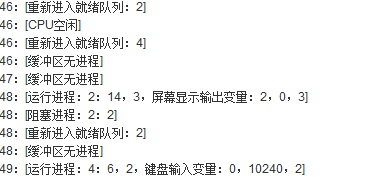 46：[重新进入就绪队列：2]
46：[CPU空闲]
46：[重新进入就绪队列：4]
46：[缓冲区无进程]
47：[缓冲区无进程]
48：[运行进程：2：14，3，屏幕显示输出变量：2，0，3]
48：[阻塞进程：2：2]
48：[重新进入就绪队列：2]
48：[缓冲区无进程]
49：[运行进程：4：6，2，键盘输入变量：0，10240，2]